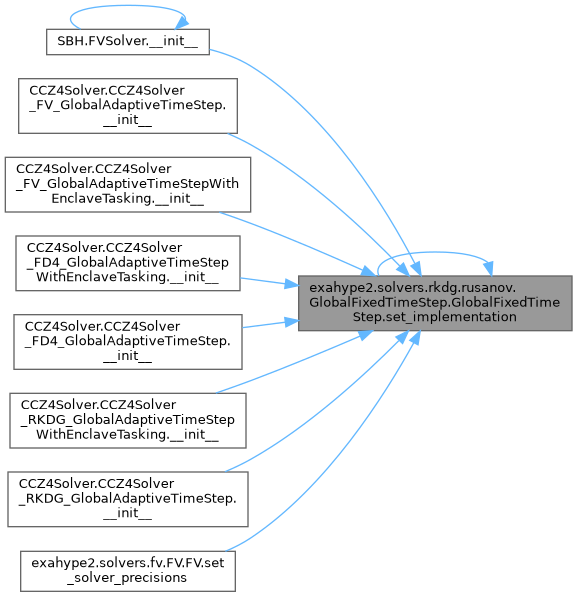 SBH.FVSolver.__init__
CCZ4Solver.CCZ4Solver
_FV_GlobalAdaptiveTimeStep.
__init__
CCZ4Solver.CCZ4Solver
_FV_GlobalAdaptiveTimeStepWith
EnclaveTasking.__init__
CCZ4Solver.CCZ4Solver
_FD4_GlobalAdaptiveTimeStep
WithEnclaveTasking.__init__
exahype2.solvers.rkdg.rusanov.
GlobalFixedTimeStep.GlobalFixedTime
Step.set_implementation
CCZ4Solver.CCZ4Solver
_FD4_GlobalAdaptiveTimeStep.
__init__
CCZ4Solver.CCZ4Solver
_RKDG_GlobalAdaptiveTimeStep
WithEnclaveTasking.__init__
CCZ4Solver.CCZ4Solver
_RKDG_GlobalAdaptiveTimeStep.
__init__
exahype2.solvers.fv.FV.FV.set
_solver_precisions